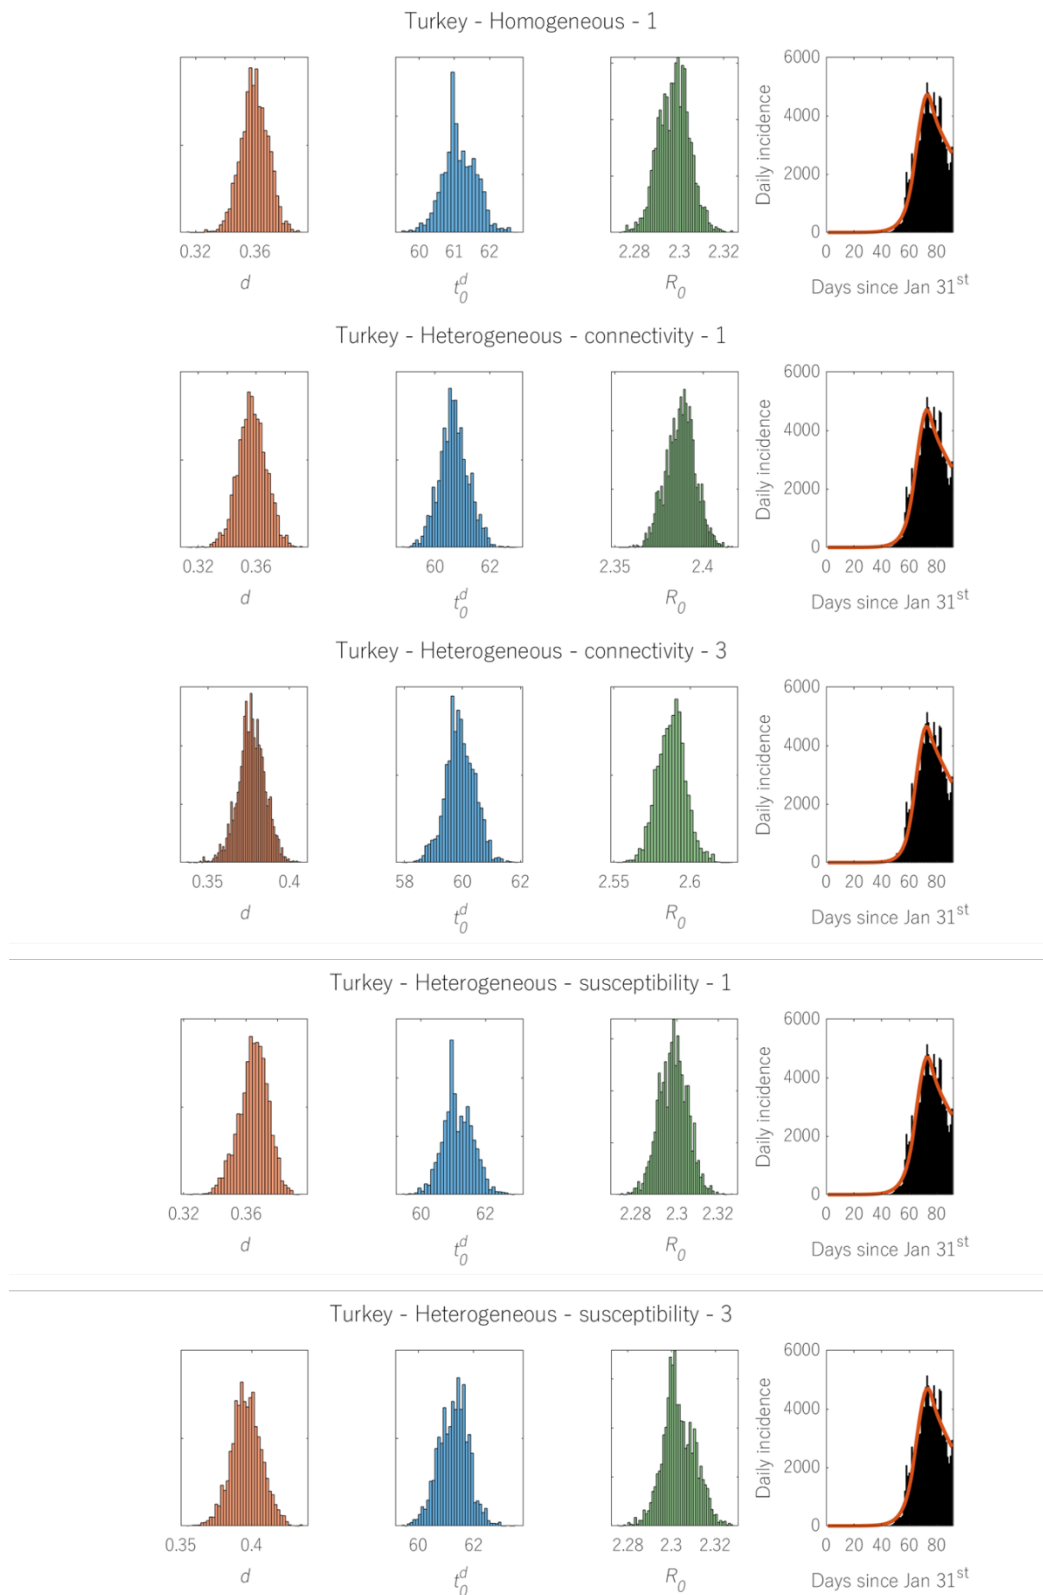 Turkey - Homogeneous - 1
6000
4000
2000
0
Daily incidence
0.32 0.36
60 61 62
2.28 2.3 2.32
0 20 40 60 80
d
t₀ᵈ
R₀
Days since Jan 31ˢᵗ
Turkey - Heterogeneous - connectivity - 1
6000
4000
2000
0
Daily incidence
0.32 0.36
60 62
2.35 2.4
0 20 40 60 80
d
t₀ᵈ
R₀
Days since Jan 31ˢᵗ
Turkey - Heterogeneous - connectivity - 3
6000
4000
2000
0
Daily incidence
0.35 0.4
58 60 62
2.55 2.6
0 20 40 60 80
d
t₀ᵈ
R₀
Days since Jan 31ˢᵗ
Turkey - Heterogeneous - susceptibility - 1
6000
4000
2000
0
Daily incidence
0.32 0.36
60 62
2.28 2.3 2.32
0 20 40 60 80
d
t₀ᵈ
R₀
Days since Jan 31ˢᵗ
Turkey - Heterogeneous - susceptibility - 3
6000
4000
2000
0
Daily incidence
0.35 0.4
60 62
2.28 2.3 2.32
0 20 40 60 80
d
t₀ᵈ
R₀
Days since Jan 31ˢᵗ